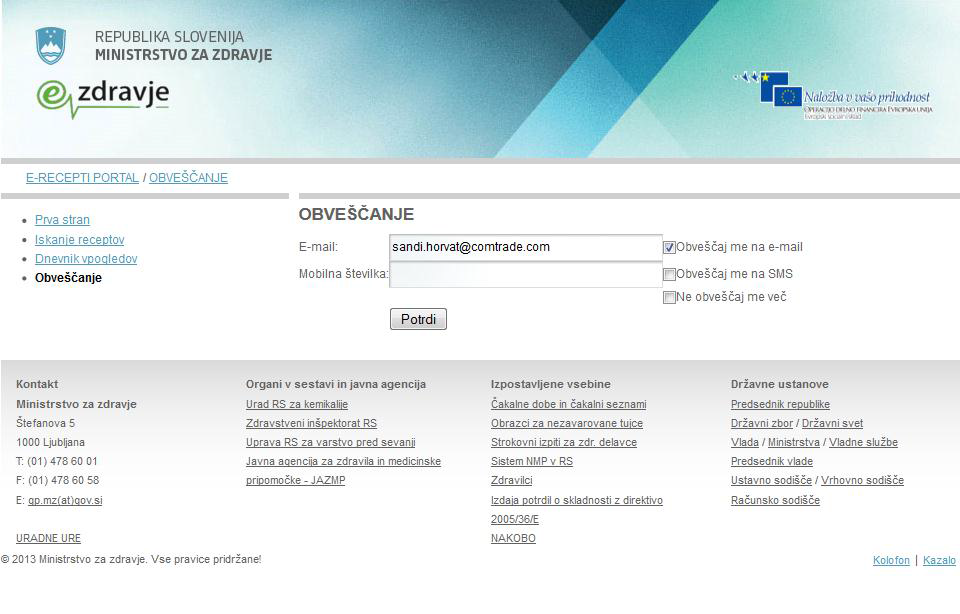 REPUBLIKA SLOVENIJA
MINISTRSTVO ZA ZDRAVJE
e zdravje
Naložba v vašo prihodnost
OPERACIJO DELNO FINANCIRA EVROPSKA UNIJA
Evropski socialni sklad
E-RECEPTI PORTAL / OBVEŠČANJE
Prva stran
Iskanje receptov
Dnevnik vpogledov
Obveščanje
OBVEŠČANJE
E-mail: sandi.horvat@comtrade.com Obveščaj me na e-mail
Mobilna številka: Obveščaj me na SMS
Ne obveščaj me več
Potrdi
Kontakt
Ministrstvo za zdravje
Štefanova 5
1000 Ljubljana
T: (01) 478 60 01
F: (01) 478 60 58
E: gp.mz(at)gov.si
URADNE URE
Organi v sestavi in javna agencija
Urad RS za kemikalije
Zdravstveni inšpektorat RS
Uprava RS za varstvo pred sevanji
Javna agencija za zdravila in medicinske
pripomočke - JAZMP
Izpostavljene vsebine
Čakalne dobe in čakalni seznami
Obrazci za nezavarovane tujce
Strokovni izpiti za zdr. delavce
Sistem NMP v RS
Zdravilci
Izdaja potrdil o skladnosti z direktivo
2005/36/E
NAKOBO
Državne ustanove
Predsednik republike
Državni zbor / Državni svet
Vlada / Ministrstva / Vladne službe
Predsednik vlade
Ustavno sodišče / Vrhovno sodišče
Računsko sodišče
© 2013 Ministrstvo za zdravje. Vse pravice pridržane!
Kolofon | Kazalo